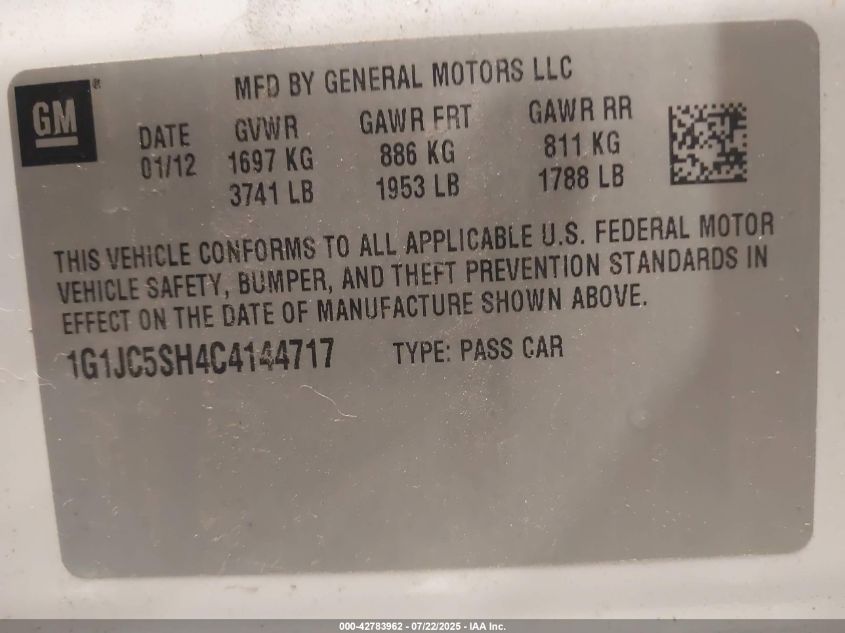 MFD BY GENERAL MOTORS LLC
GM ®
DATE GVWR GAWR FRT GAWR RR
01/12 1697 KG 886 KG 811 KG
3741 LB 1953 LB 1788 LB
THIS VEHICLE CONFORMS TO ALL APPLICABLE U.S. FEDERAL MOTOR
VEHICLE SAFETY, BUMPER, AND THEFT PREVENTION STANDARDS IN
EFFECT ON THE DATE OF MANUFACTURE SHOWN ABOVE.
1G1JC5SH4C4144717 TYPE: PASS CAR
000-42783962 - 07/22/2025 - IAA Inc.